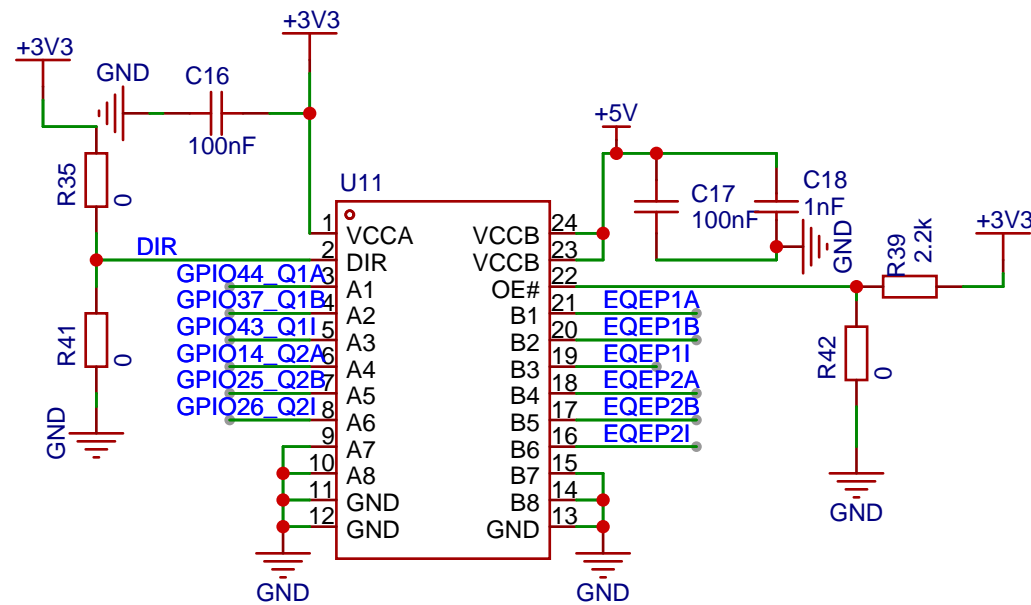 +3V3
+3V3
GND
C16
100nF
+5V
R35
0
U11
C17
100nF
C18
1nF
GND
+3V3
R39
2.2k
DIR
1
VCCA
VCCB
24
2
DIR
VCCB
23
GPIO44_Q1A
3
A1
OE#
22
GPIO37_Q1B
4
A2
B1
21
EQEP1A
GPIO43_Q1I
5
A3
B2
20
EQEP1B
GPIO14_Q2A
6
A4
B3
19
EQEP1I
GPIO25_Q2B
7
A5
B4
18
EQEP2A
GPIO26_Q2I
8
A6
B5
17
EQEP2B
9
A7
B6
16
EQEP2I
10
A8
B7
15
11
GND
B8
14
12
GND
GND
13
R41
0
GND
R42
0
GND
GND
GND